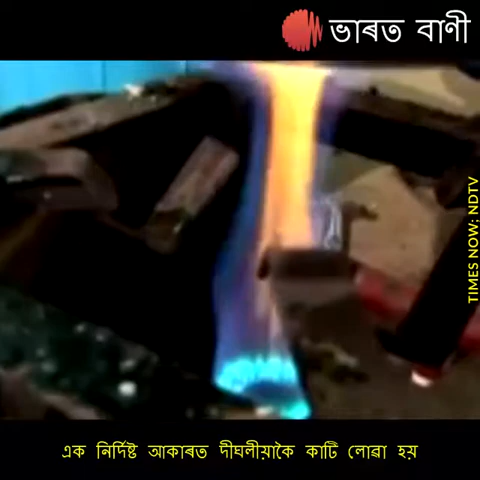 ভাৰত বাণী
TIMES NOW; NDTV
এক নিৰ্দিষ্ট আকাৰত দীঘলীয়াকৈ কাটি লোৱা হয়